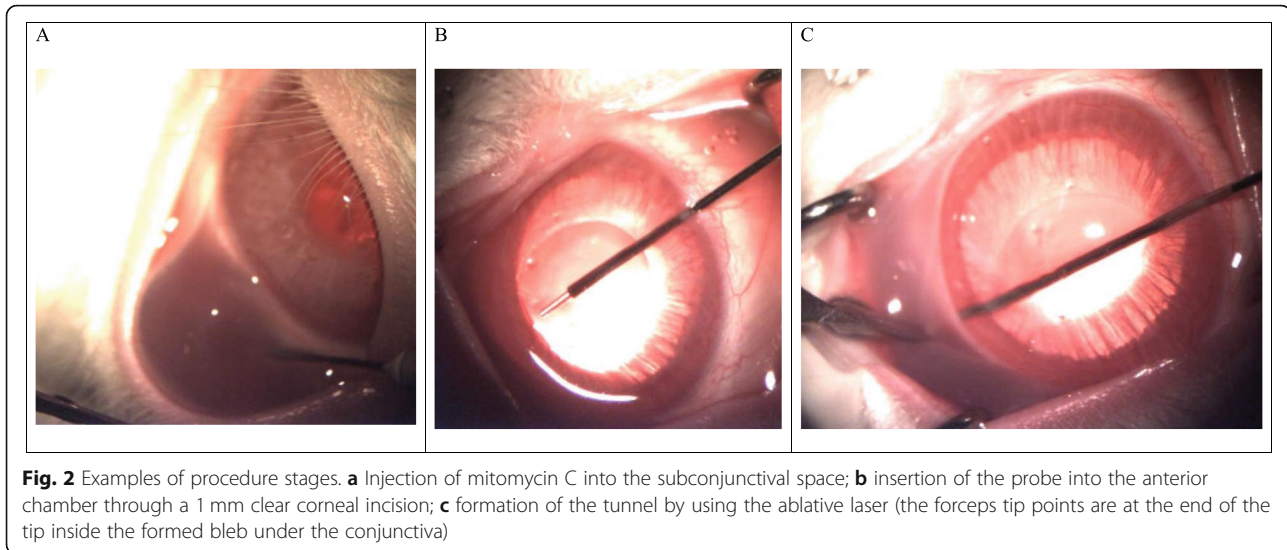 A
B
C
Fig. 2 Examples of procedure stages. a Injection of mitomycin C into the subconjunctival space; b insertion of the probe into the anterior
chamber through a 1 mm clear corneal incision; c formation of the tunnel by using the ablative laser (the forceps tip points are at the end of the
tip inside the formed bleb under the conjunctiva)